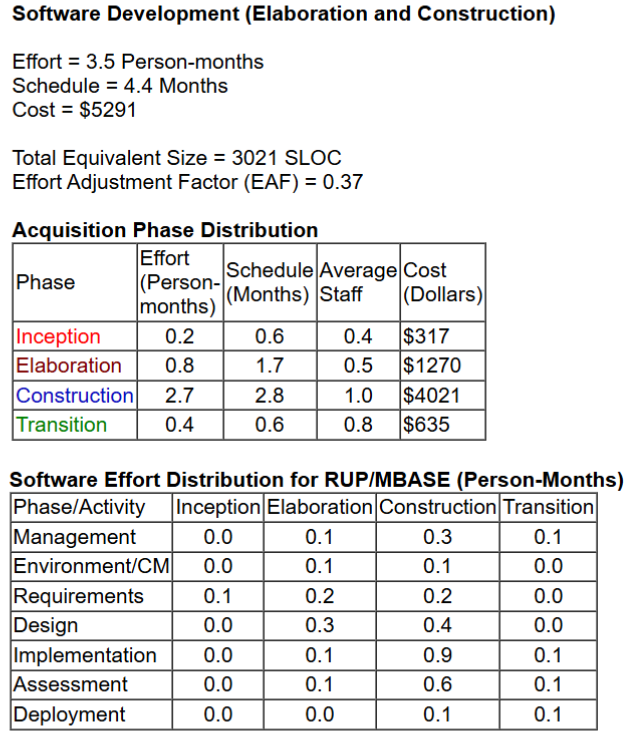 Software Development (Elaboration and Construction)
Effort = 3.5 Person-months
Schedule = 4.4 Months
Cost = $5291
Total Equivalent Size = 3021 SLOC
Effort Adjustment Factor (EAF) = 0.37
Acquisition Phase Distribution
Phase Effort (Person-months) Schedule (Months) Average Staff Cost (Dollars)
Inception 0.2 0.6 0.4 $317
Elaboration 0.8 1.7 0.5 $1270
Construction 2.7 2.8 1.0 $4021
Transition 0.4 0.6 0.8 $635
Software Effort Distribution for RUP/MBASE (Person-Months)
Phase/Activity Inception Elaboration Construction Transition
Management 0.0 0.1 0.3 0.1
Environment/CM 0.0 0.1 0.1 0.0
Requirements 0.1 0.2 0.2 0.0
Design 0.0 0.3 0.4 0.0
Implementation 0.0 0.1 0.9 0.1
Assessment 0.0 0.1 0.6 0.1
Deployment 0.0 0.0 0.1 0.1